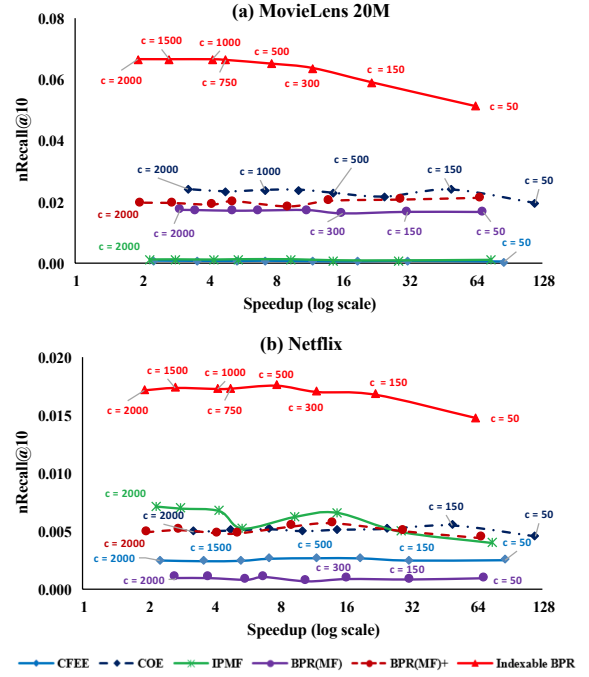 (a) MovieLens 20M
0.08
c = 1500
c = 1000
c = 500
c = 150
0.06
c = 2000
c = 750
c = 300
c = 50
nRecall@10
0.04
c = 2000
c = 1000
c = 500
c = 150
c = 50
0.02
c = 2000
c = 2000
c = 300
c = 150
c = 50
c = 2000
c = 50
0.00
1 2 4 8 16 32 64 128
Speedup (log scale)
(b) Netflix
0.020
c = 1500
c = 1000
c = 500
c = 150
0.015
c = 2000
c = 750
c = 300
c = 50
nRecall@10
0.010
c = 2000
c = 150
c = 50
0.005
c = 2000
c = 2000
c = 1500
c = 500
c = 150
c = 50
c = 2000
c = 300
c = 150
c = 50
0.000
1 2 4 8 16 32 64 128
Speedup (log scale)
CFEE COE IPMF BPR(MF) BPR(MF)+ Indexable BPR